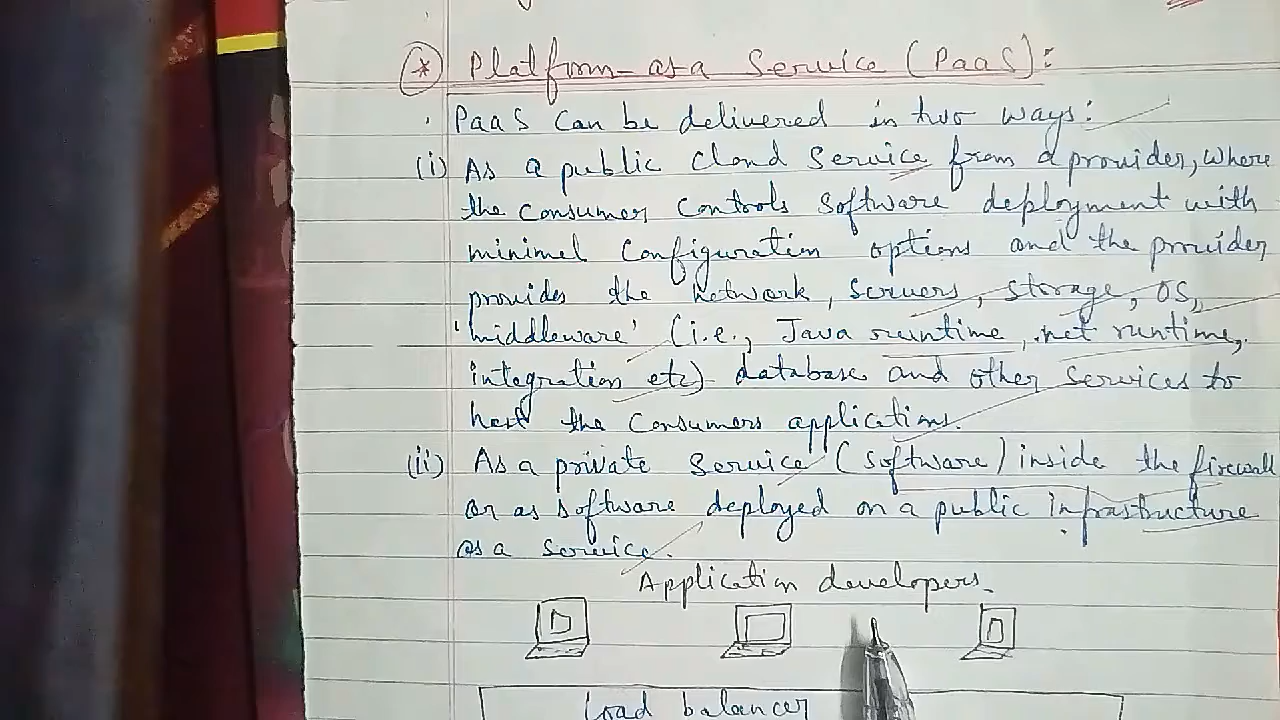 * Platform-as-a Service (PaaS):
PaaS can be delivered in two ways:
(i) As a public cloud service from a provider, where
the consumer controls software deployment with
minimal configuration options and the provider
provides the network, servers, storage, OS,
'middleware' (i.e., Java runtime, .net runtime,
integration etc) database and other services to
host the consumers applications.
(ii) As a private service (software) inside the firewall
or as software deployed on a public infrastructure
as a service.
Application developers.
Load balancer